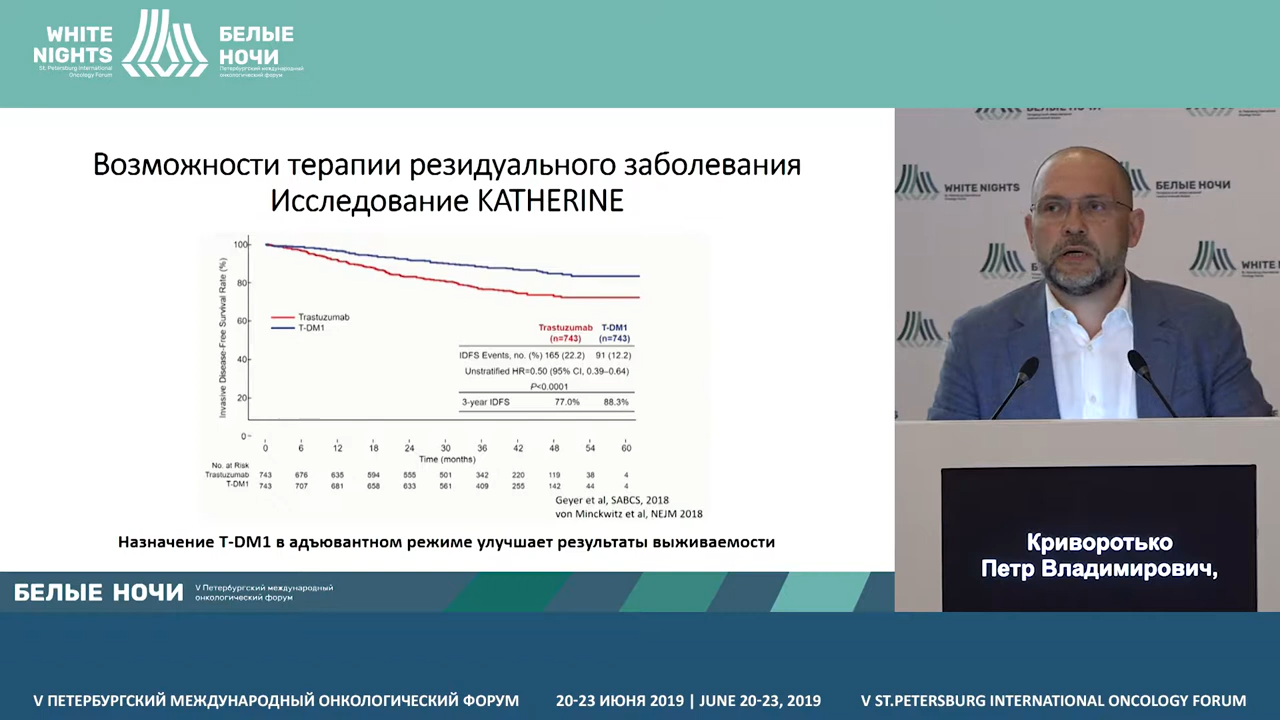 WHITE
NIGHTS
St. Petersburg International
Oncology Forum
БЕЛЫЕ
НОЧИ
Петербургский международный
онкологический форум
Возможности терапии резидуального заболевания
Исследование KATHERINE
Invasive Disease-Free Survival Rate (%)
100
80
60
40
20
0
Trastuzumab
T-DM1
Trastuzumab T-DM1
(n=743) (n=743)
IDFS Events, no. (%) 165 (22.2) 91 (12.2)
Unstratified HR=0.50 (95% CI, 0.39–0.64)
P<0.0001
3-year IDFS 77.0% 88.3%
0 6 12 18 24 30 36 42 48 54 60
Time (months)
No. at Risk
Trastuzumab 743 676 635 594 555 501 342 220 119 38 4
T-DM1 743 707 681 658 633 561 409 255 142 44 4
Geyer et al, SABCS, 2018
von Minckwitz et al, NEJM 2018
Назначение T-DM1 в адъювантном режиме улучшает результаты выживаемости
БЕЛЫЕ НОЧИ
V Петербургский международный
онкологический форум
БЕЛЫЕ НОЧИ
WHITE NIGHTS
БЕЛЫЕ НОЧИ
WHITE NI
Криворотько
Петр Владимирович,
V ПЕТЕРБУРГСКИЙ МЕЖДУНАРОДНЫЙ ОНКОЛОГИЧЕСКИЙ ФОРУМ
20-23 ИЮНЯ 2019 | JUNE 20-23, 2019
V ST.PETERSBURG INTERNATIONAL ONCOLOGY FORUM